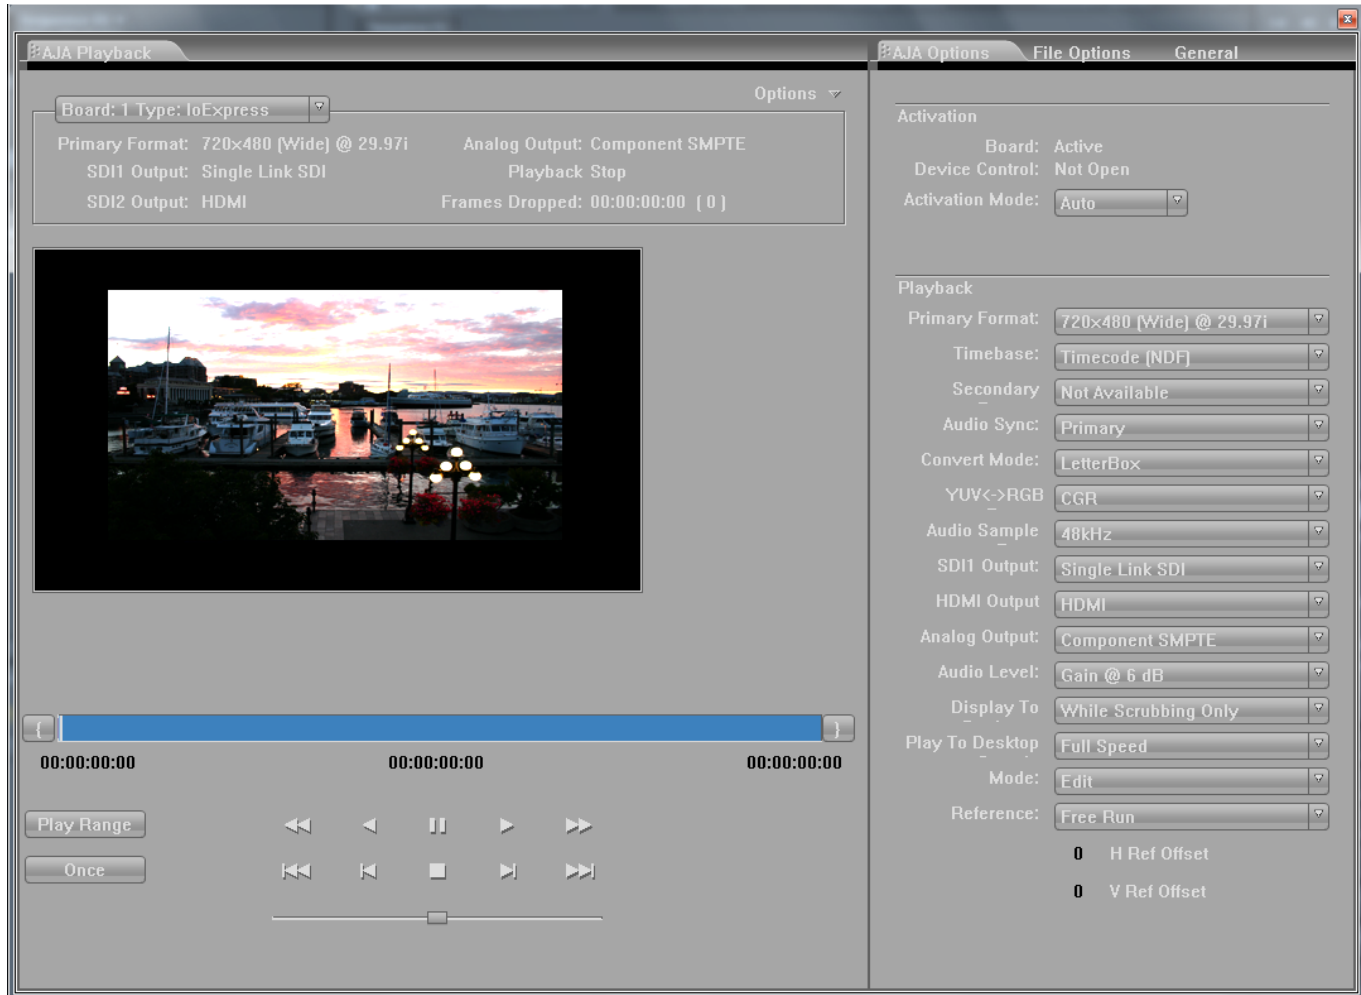 AJA Playback
Board: 1 Type: IoExpress
Options
Primary Format: 720x480 (Wide) @ 29.97i
Analog Output: Component SMPTE
SDI1 Output: Single Link SDI
Playback Stop
SDI2 Output: HDMI
Frames Dropped: 00:00:00:00 ( 0 )
{
}
00:00:00:00
00:00:00:00
00:00:00:00
Play Range
Once
AJA Options
File Options
General
Activation
Board: Active
Device Control: Not Open
Activation Mode: Auto
Playback
Primary Format: 720x480 (Wide) @ 29.97i
Timebase: Timecode (NDF)
Secondary Not Available
Audio Sync: Primary
Convert Mode: LetterBox
YUV<->RGB CGR
Audio Sample 48kHz
SDI1 Output: Single Link SDI
HDMI Output HDMI
Analog Output: Component SMPTE
Audio Level: Gain @ 6 dB
Display To While Scrubbing Only
Play To Desktop Full Speed
Mode: Edit
Reference: Free Run
0 H Ref Offset
0 V Ref Offset